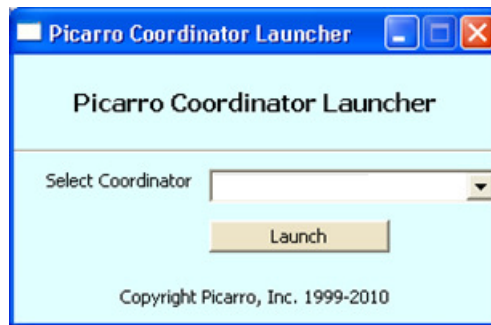 Picarro Coordinator Launcher
Picarro Coordinator Launcher
Select Coordinator
Launch
Copyright Picarro, Inc. 1999-2010